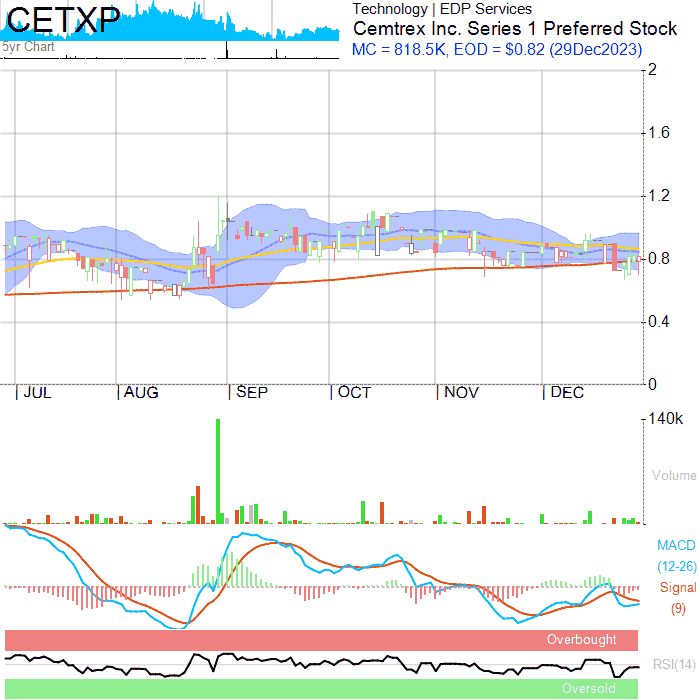 CETXP
5yr Chart
Technology | EDP Services
Cemtrex Inc. Series 1 Preferred Stock
MC = 818.5K, EOD = $0.82 (29Dec2023)
2
1.6
1.2
0.8
0.4
0
JUL AUG SEP OCT NOV DEC
140k
Volume
MACD
(12-26)
Signal
(9)
Overbought
RSI(14)
Oversold